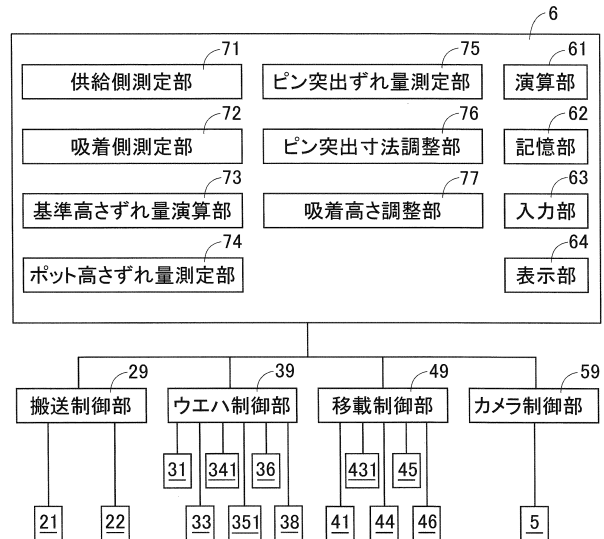 6
71 75 61
供給側測定部 ピン突出ずれ量測定部 演算部
72 76 62
吸着側測定部 ピン突出寸法調整部 記憶部
73 77 63
基準高さずれ量演算部 吸着高さ調整部 入力部
74 64
ポット高さずれ量測定部 表示部
29 39 49 59
搬送制御部 ウエハ制御部 移載制御部 カメラ制御部
31 341 36 431 45
21 22 33 351 38 41 44 46 5